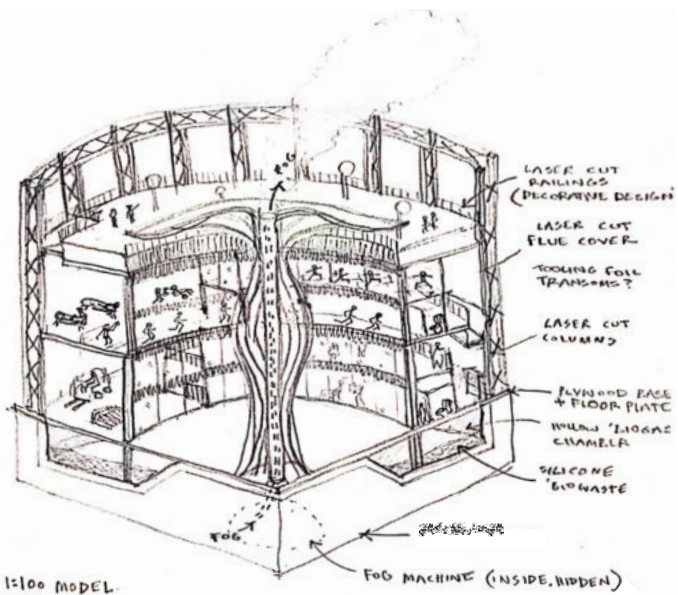 FOG
LASER CUT
RAILINGS
(DECORATIVE DESIGN)
LASER CUT
FLUE COVER
TOOLING FOIL
TRANSOMS?
LASER CUT
COLUMNS
PLYWOOD BASE
+ FLOOR PLATE
HOLLOW 'BIOGAS
CHAMBER
SILICONE
'BIOWASTE
FOG
FOG MACHINE (INSIDE, HIDDEN)
1:100 MODEL.